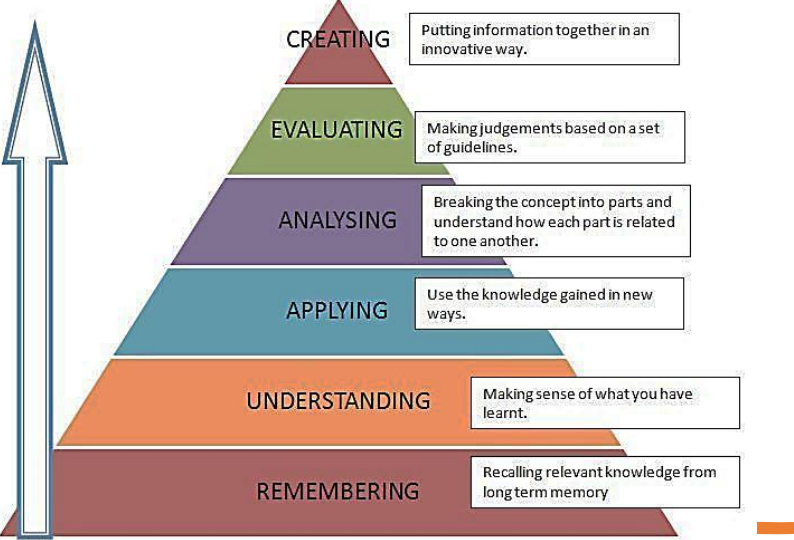 CREATING
Putting information together in an
innovative way.
EVALUATING
Making judgements based on a set
of guidelines.
ANALYSING
Breaking the concept into parts and
understand how each part is related
to one another.
APPLYING
Use the knowledge gained in new
ways.
UNDERSTANDING
Making sense of what you have
learnt.
REMEMBERING
Recalling relevant knowledge from
long term memory